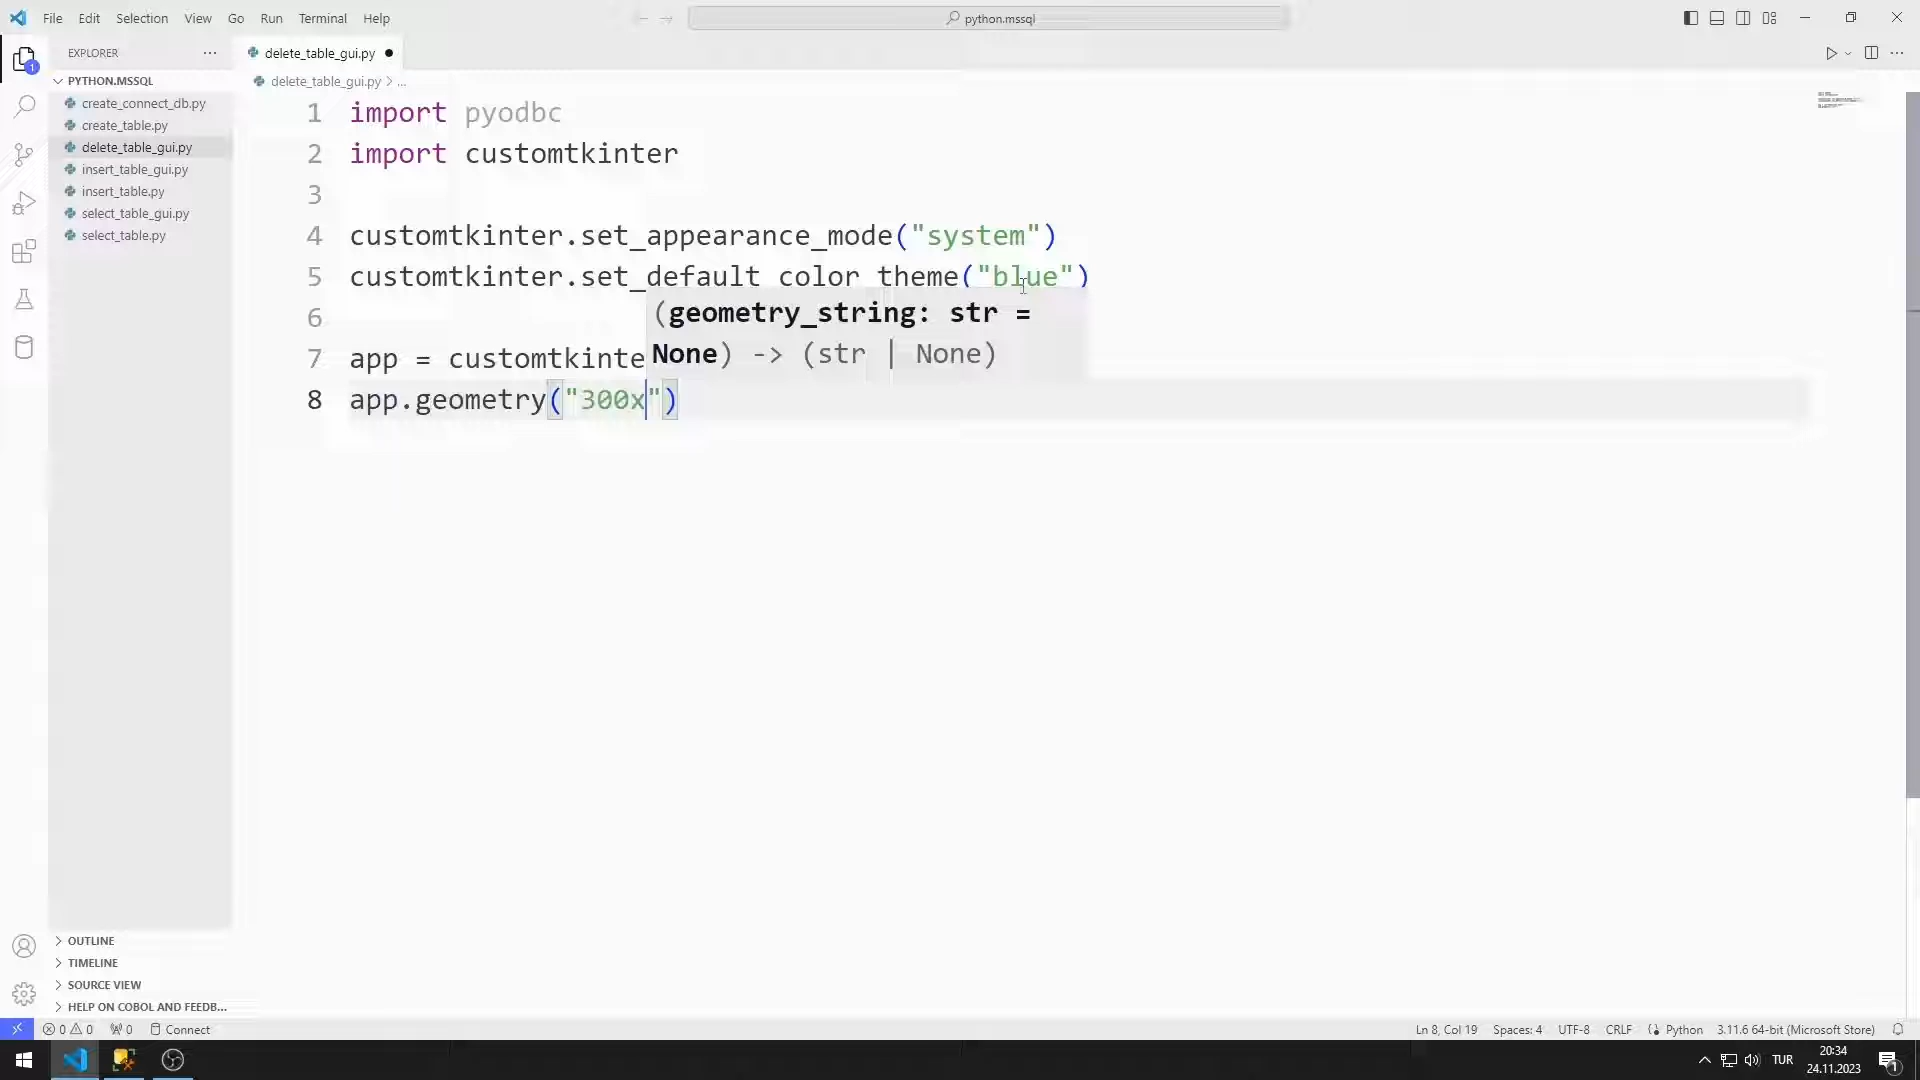 File Edit Selection View Go Run Terminal Help
python.mssql
EXPLORER
PYTHON.MSSQL
create_connect_db.py
create_table.py
delete_table_gui.py
insert_table_gui.py
insert_table.py
select_table_gui.py
select_table.py
OUTLINE
TIMELINE
SOURCE VIEW
HELP ON COBOL AND FEEDB...
delete_table_gui.py
delete_table_gui.py > ...
1 import pyodbc
2 import customtkinter
3
4 customtkinter.set_appearance_mode("system")
5 customtkinter.set_default_color_theme("blue")
6
(geometry_string: str =
None) -> (str | None)
7 app = customtkinte
8 app.geometry("300x")
0 0 0 Connect
Ln 8, Col 19 Spaces: 4 UTF-8 CRLF Python 3.11.6 64-bit (Microsoft Store)
TUR
20:34
24.11.2023
1
1